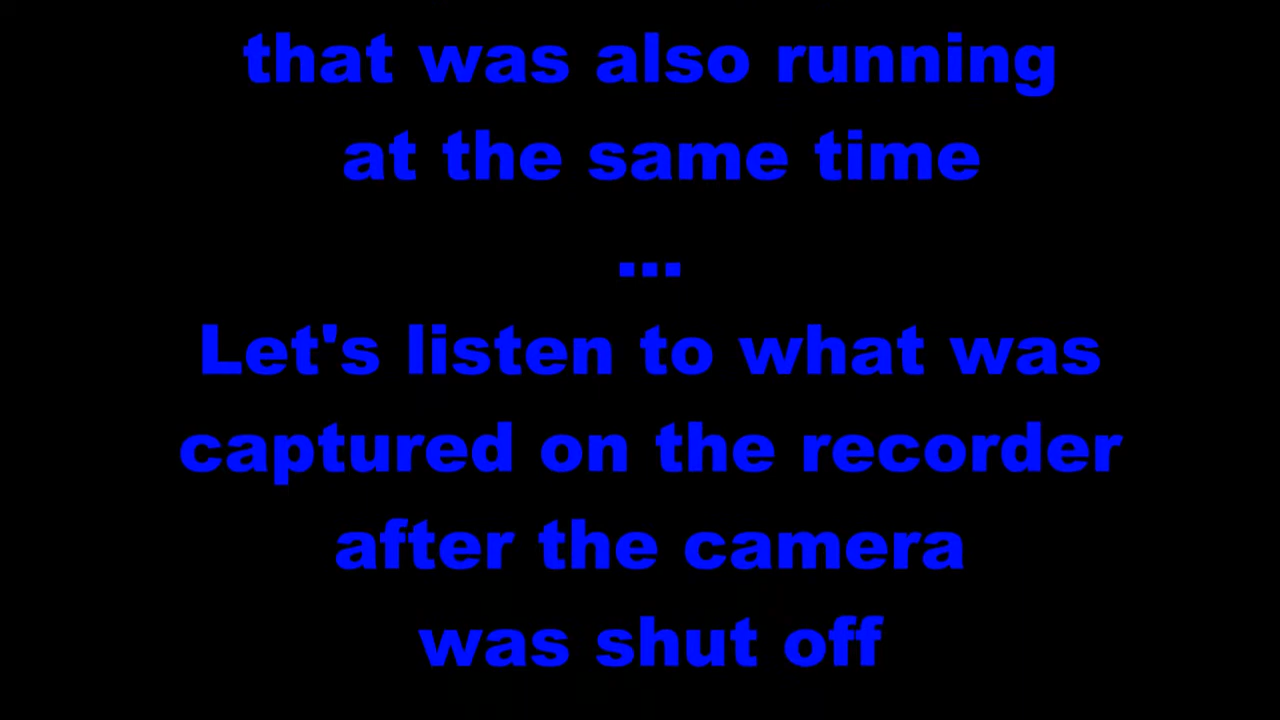 that was also running
at the same time
...
Let's listen to what was
captured on the recorder
after the camera
was shut off